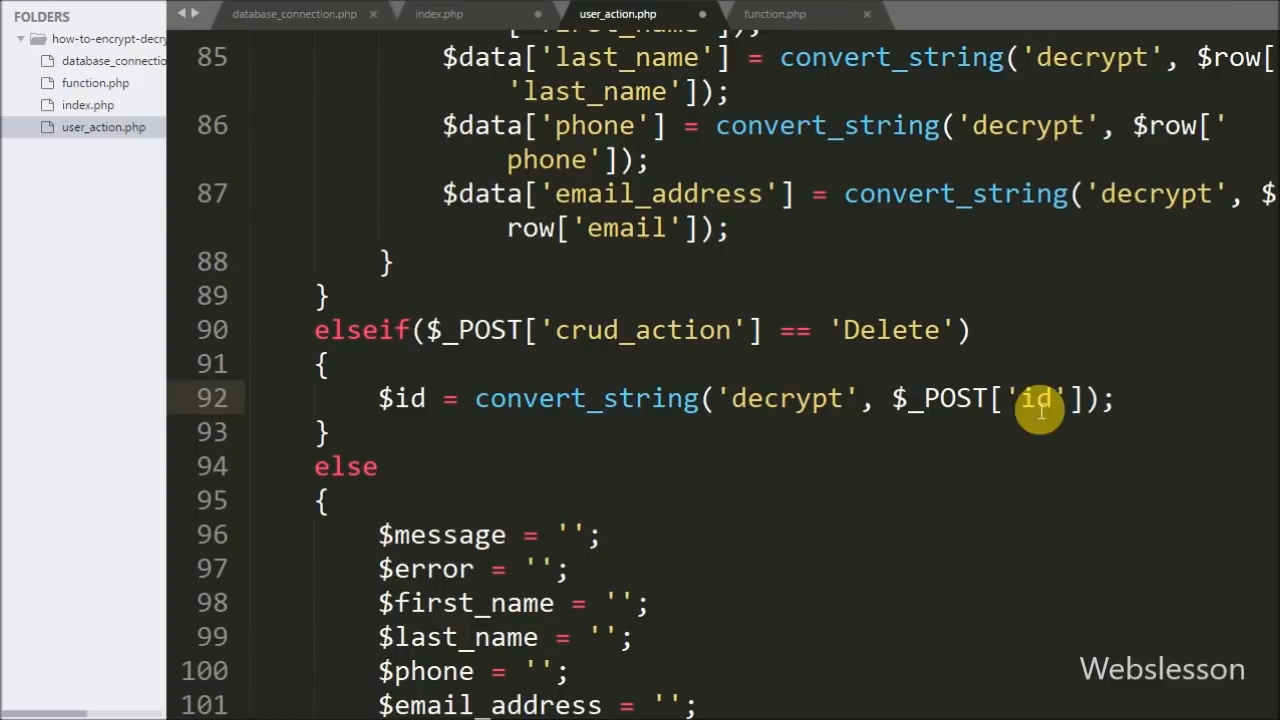 FOLDERS
how-to-encrypt-decry
database_connectio
function.php
index.php
user_action.php
database_connection.php
index.php
user_action.php
function.php
85 $data['last_name'] = convert_string('decrypt', $row[
'last_name']);
86 $data['phone'] = convert_string('decrypt', $row['
phone']);
87 $data['email_address'] = convert_string('decrypt', $
row['email']);
88 }
89 }
90 elseif($_POST['crud_action'] == 'Delete')
91 {
92 $id = convert_string('decrypt', $_POST['id']);
93 }
94 else
95 {
96 $message = '';
97 $error = '';
98 $first_name = '';
99 $last_name = '';
100 $phone = '';
101 $email_address = '';
Webslesson